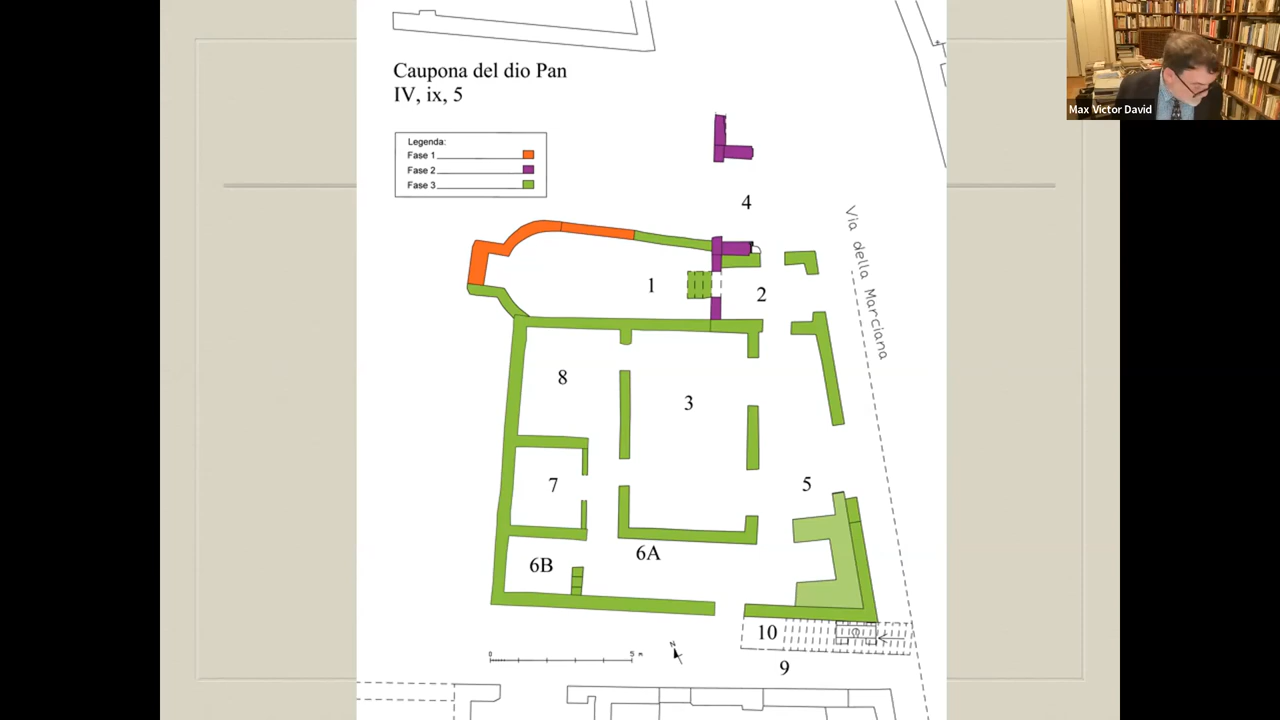 Caupona del dio Pan
IV, ix, 5
Legenda:
Fase 1
Fase 2
Fase 3
4
Via della Marciana
1
2
8
3
7
5
6A
6B
10
9
N
0
5 m
Max Victor David